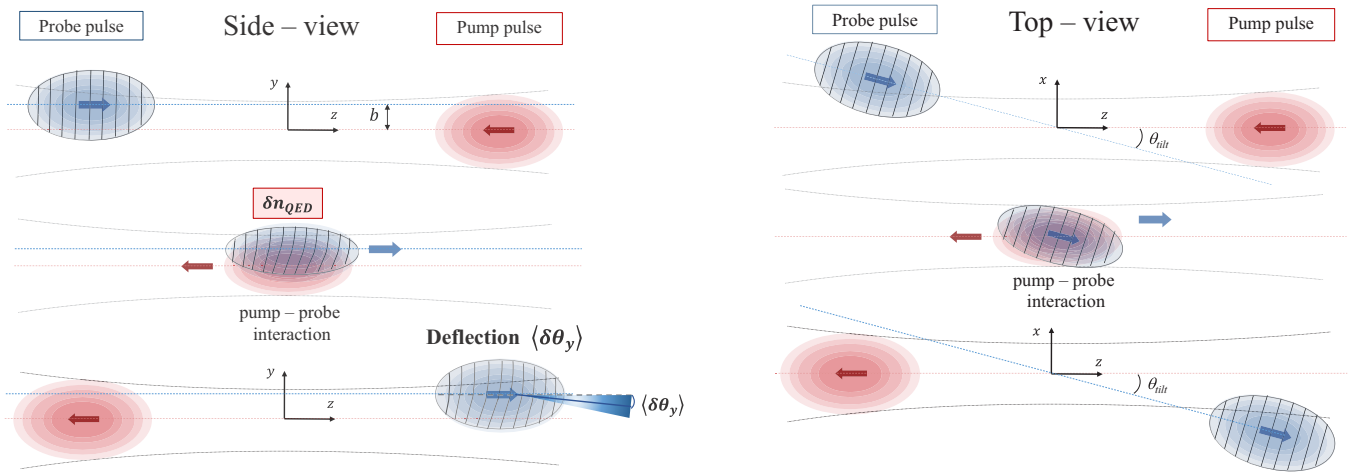 Probe pulse
Side – view
Pump pulse
y
z
b
δn_QED
pump – probe
interaction
Deflection ⟨δθ_y⟩
y
z
⟨δθ_y⟩
Probe pulse
Top – view
Pump pulse
x
z
θ_tilt
pump – probe
interaction
x
z
θ_tilt